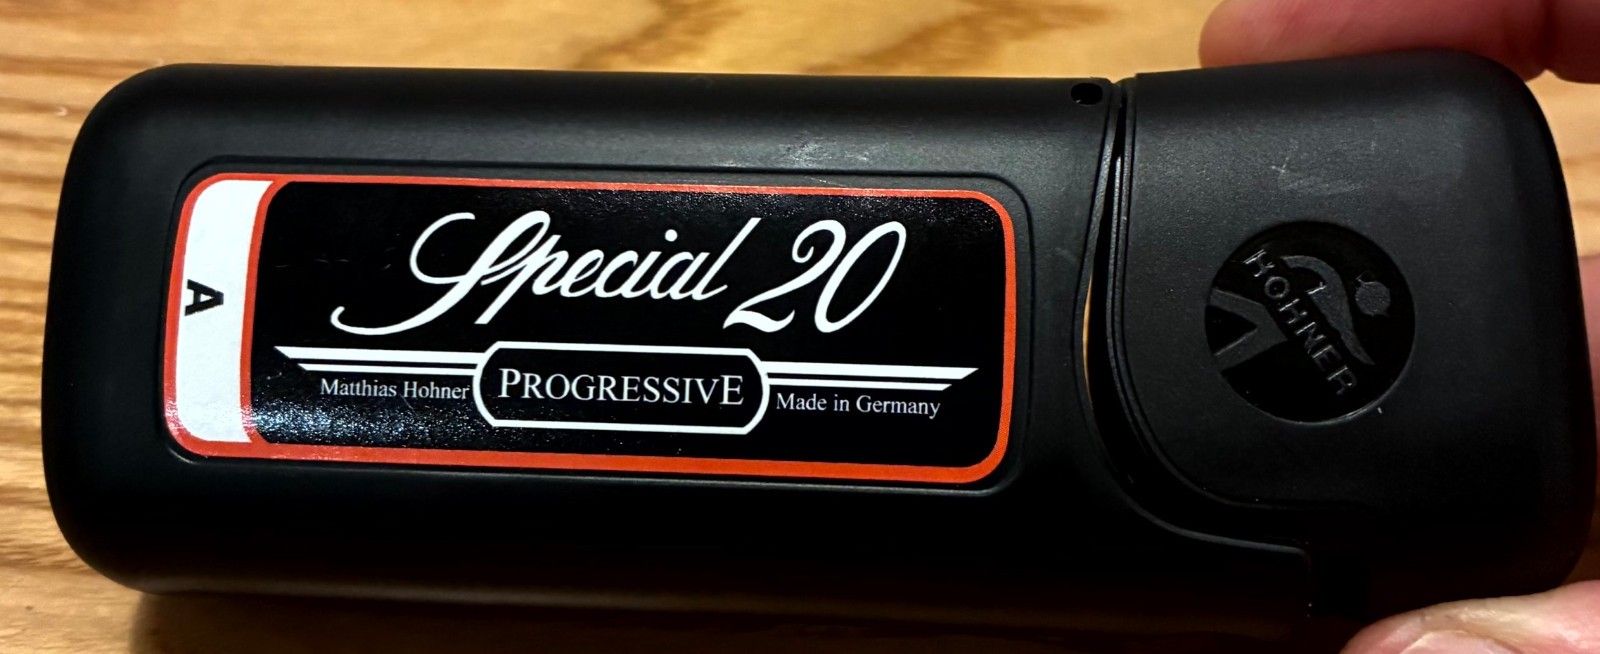 A
Special 20
Matthias Hohner PROGRESSIVE Made in Germany
HOHNER